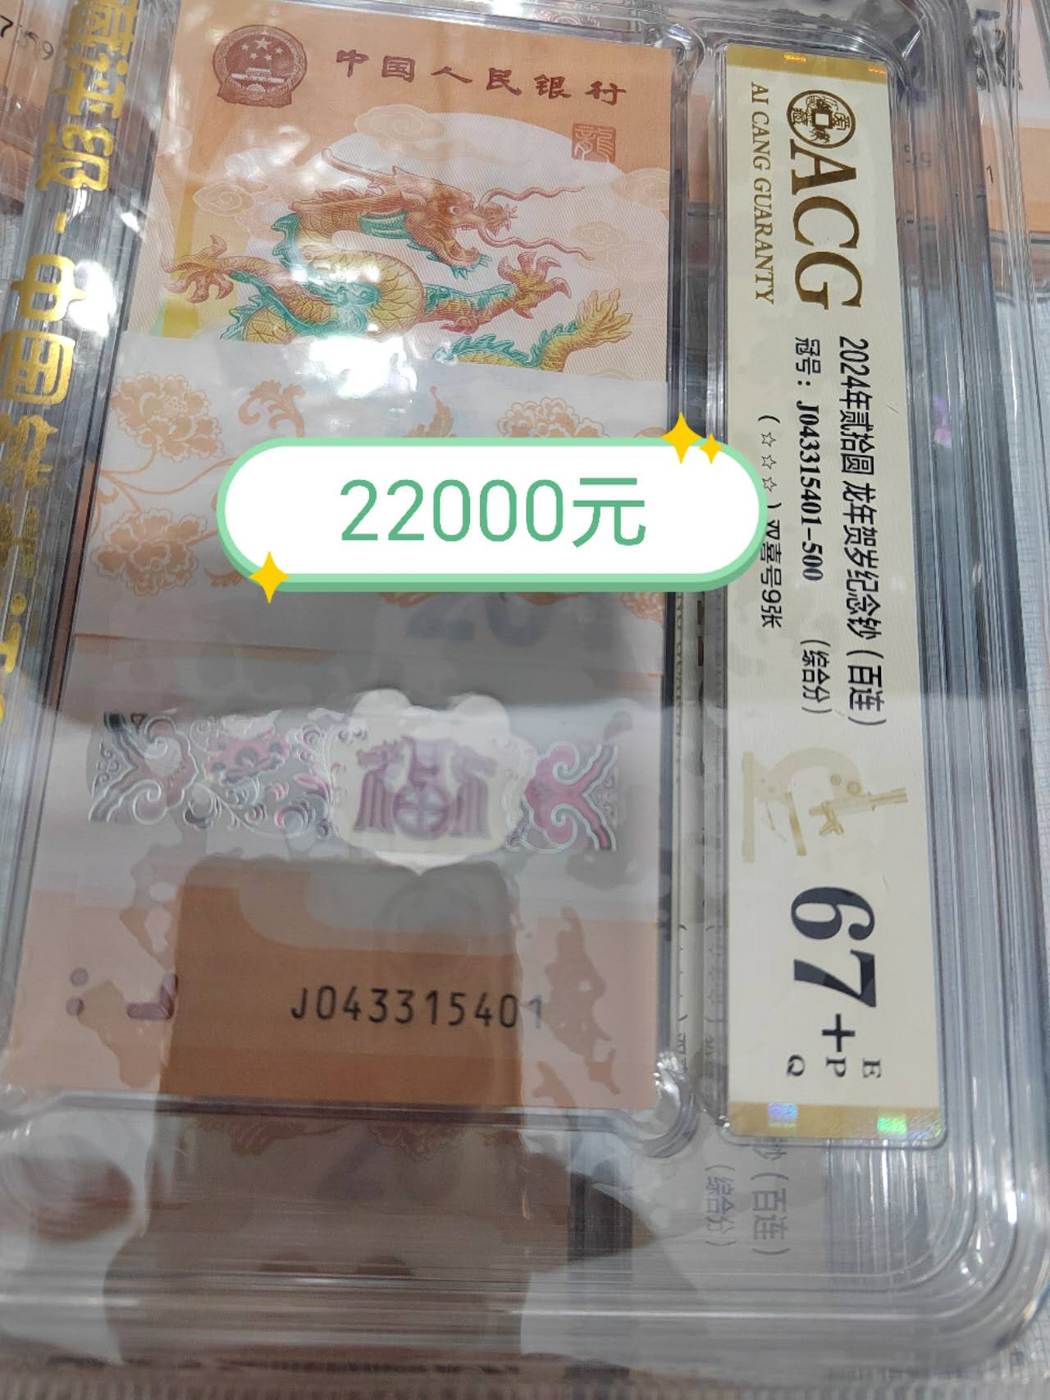 中国人民银行
22000元
J043315401
ACG
AI CANG GUARANTY
2024年贰拾圆 龙年贺岁纪念钞（百连）
冠号：J043315401-500 （综合分）
（☆☆☆）双喜号9张
67+
E
P
Q
（百连）
（综合分）